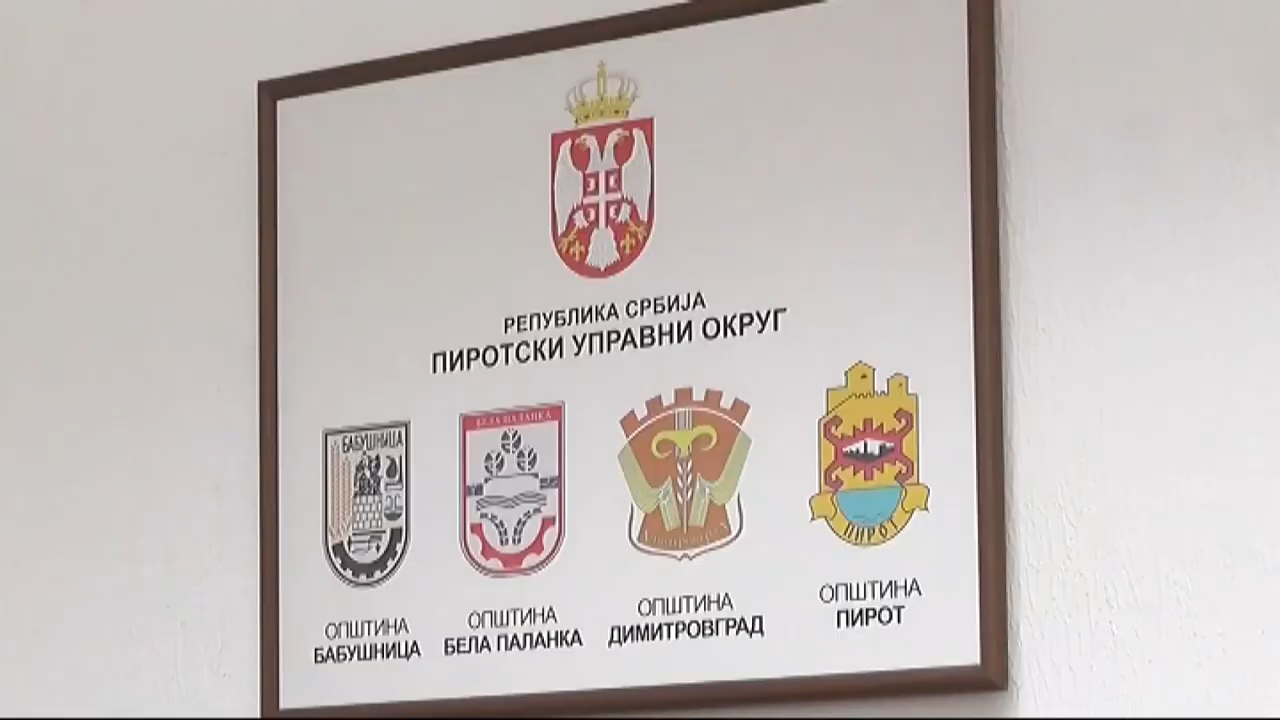 РЕПУБЛИКА СРБИЈА
ПИРОТСКИ УПРАВНИ ОКРУГ
БАБУШНИЦА
БЕЛА ПАЛАНКА
ПИРОТ
ОПШТИНА
БАБУШНИЦА
ОПШТИНА
БЕЛА ПАЛАНКА
ОПШТИНА
ДИМИТРОВГРАД
ОПШТИНА
ПИРОТ